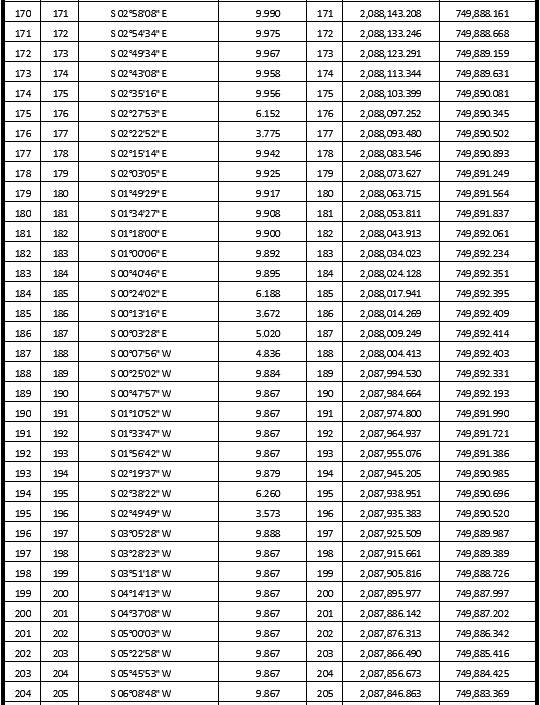 170 171 S 02°58'08" E 9.990 171 2,088,143.208 749,888.161
171 172 S 02°54'34" E 9.975 172 2,088,133.246 749,888.668
172 173 S 02°49'34" E 9.967 173 2,088,123.291 749,889.159
173 174 S 02°43'08" E 9.958 174 2,088,113.344 749,889.631
174 175 S 02°35'16" E 9.956 175 2,088,103.399 749,890.081
175 176 S 02°27'53" E 6.152 176 2,088,097.252 749,890.345
176 177 S 02°22'52" E 3.775 177 2,088,093.480 749,890.502
177 178 S 02°15'14" E 9.942 178 2,088,083.546 749,890.893
178 179 S 02°03'05" E 9.925 179 2,088,073.627 749,891.249
179 180 S 01°49'29" E 9.917 180 2,088,063.715 749,891.564
180 181 S 01°34'27" E 9.908 181 2,088,053.811 749,891.837
181 182 S 01°18'00" E 9.900 182 2,088,043.913 749,892.061
182 183 S 01°00'06" E 9.892 183 2,088,034.023 749,892.234
183 184 S 00°40'46" E 9.895 184 2,088,024.128 749,892.351
184 185 S 00°24'02" E 6.188 185 2,088,017.941 749,892.395
185 186 S 00°13'16" E 3.672 186 2,088,014.269 749,892.409
186 187 S 00°03'28" E 5.020 187 2,088,009.249 749,892.414
187 188 S 00°07'56" W 4.836 188 2,088,004.413 749,892.403
188 189 S 00°25'02" W 9.884 189 2,087,994.530 749,892.331
189 190 S 00°47'57" W 9.867 190 2,087,984.664 749,892.193
190 191 S 01°10'52" W 9.867 191 2,087,974.800 749,891.990
191 192 S 01°33'47" W 9.867 192 2,087,964.937 749,891.721
192 193 S 01°56'42" W 9.867 193 2,087,955.076 749,891.386
193 194 S 02°19'37" W 9.879 194 2,087,945.205 749,890.985
194 195 S 02°38'22" W 6.260 195 2,087,938.951 749,890.696
195 196 S 02°49'49" W 3.573 196 2,087,935.383 749,890.520
196 197 S 03°05'28" W 9.888 197 2,087,925.509 749,889.987
197 198 S 03°28'23" W 9.867 198 2,087,915.661 749,889.389
198 199 S 03°51'18" W 9.867 199 2,087,905.816 749,888.726
199 200 S 04°14'13" W 9.867 200 2,087,895.977 749,887.997
200 201 S 04°37'08" W 9.867 201 2,087,886.142 749,887.202
201 202 S 05°00'03" W 9.867 202 2,087,876.313 749,886.342
202 203 S 05°22'58" W 9.867 203 2,087,866.490 749,885.416
203 204 S 05°45'53" W 9.867 204 2,087,856.673 749,884.425
204 205 S 06°08'48" W 9.867 205 2,087,846.863 749,883.369